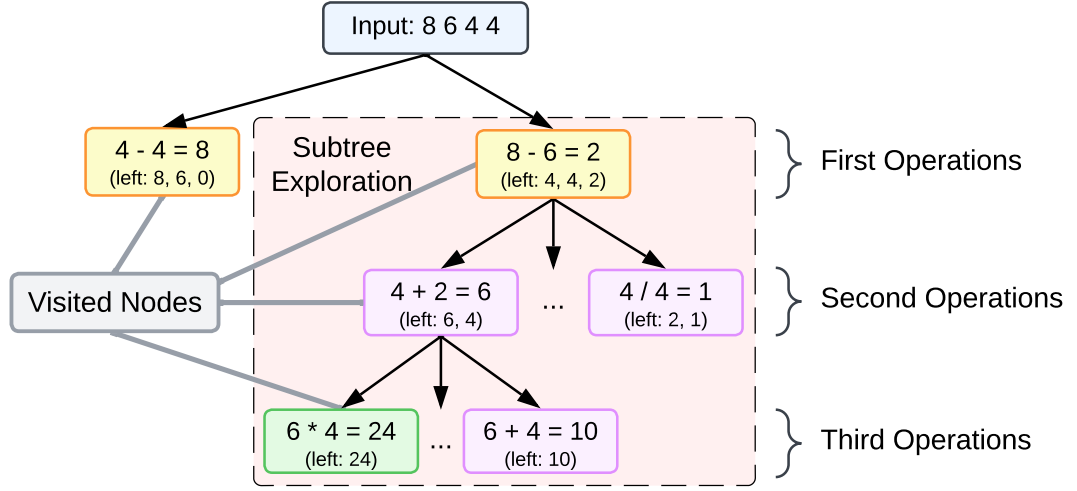 Input: 8 6 4 4
4 - 4 = 8
(left: 8, 6, 0)
Subtree
Exploration
8 - 6 = 2
(left: 4, 4, 2)
First Operations
Visited Nodes
4 + 2 = 6
(left: 6, 4)
...
4 / 4 = 1
(left: 2, 1)
Second Operations
6 * 4 = 24
(left: 24)
...
6 + 4 = 10
(left: 10)
Third Operations